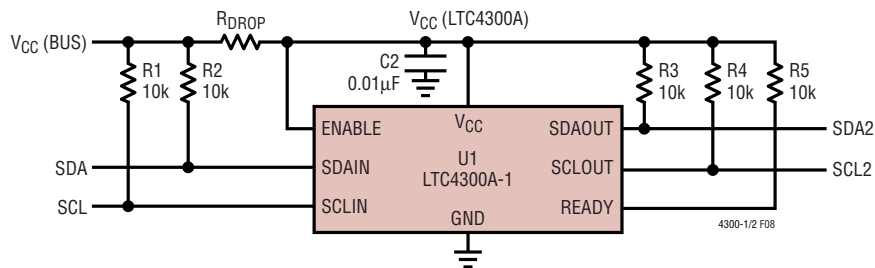 RDROP
VCC (LTC4300A)
VCC (BUS)
R1
10k
R2
10k
C2
0.01µF
R3
10k
R4
10k
R5
10k
ENABLE
VCC
SDAOUT
SDA2
SDA
SDAIN
U1
LTC4300A-1
SCLOUT
SCL2
SCL
SCLIN
GND
READY
4300-1/2 F08